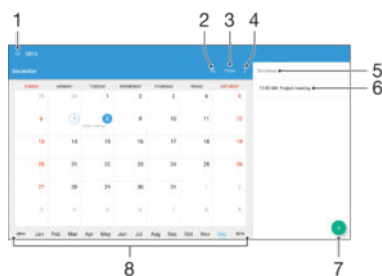 1
2 3 4
December
SUNDAY MONDAY TUESDAY WEDNESDAY THURSDAY FRIDAY SATURDAY
29 30 1 2 3 4 5
6 7 8 9 10 11 12
Project meeting
13 14 15 16 17 18 19
20 21 22 23 24 25 26
27 28 29 30 31 1 2
3 4 5 6 7 8 9
Jan Feb Mar Apr May Jun Jul Aug Sep Oct Nov
5
11:00 AM Project meeting
6
7
8